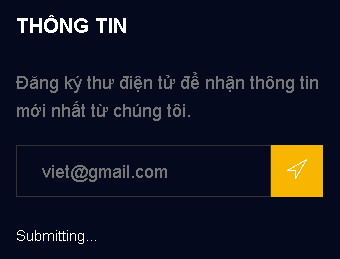 THÔNG TIN
Đăng ký thư điện tử để nhận thông tin
mới nhất từ chúng tôi.
viet@gmail.com
Submitting...